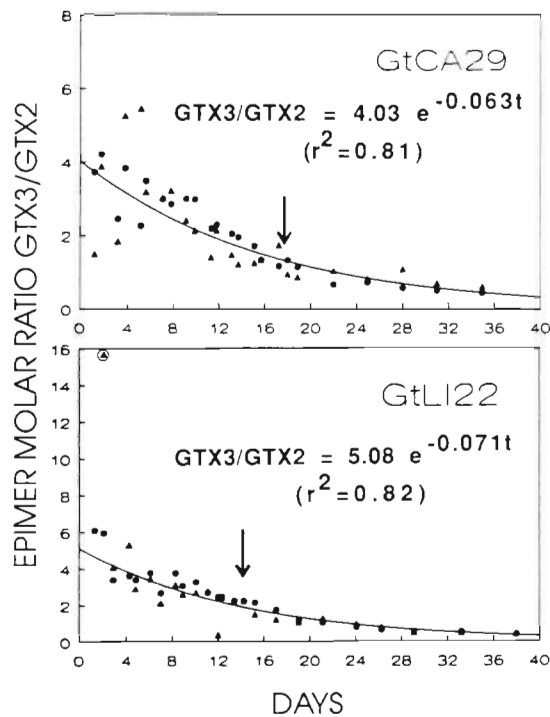 EPIMER MOLAR RATIO GTX3/GTX2
8
6
4
2
0
GtCA29
GTX3/GTX2 = 4.03 e^-0.063t
(r²=0.81)
0 4 8 12 16 20 24 28 32 36 40
16
14
12
10
8
6
4
2
0
GtLI22
GTX3/GTX2 = 5.08 e^-0.071t
(r²=0.82)
0 4 8 12 16 20 24 28 32 36 40
DAYS